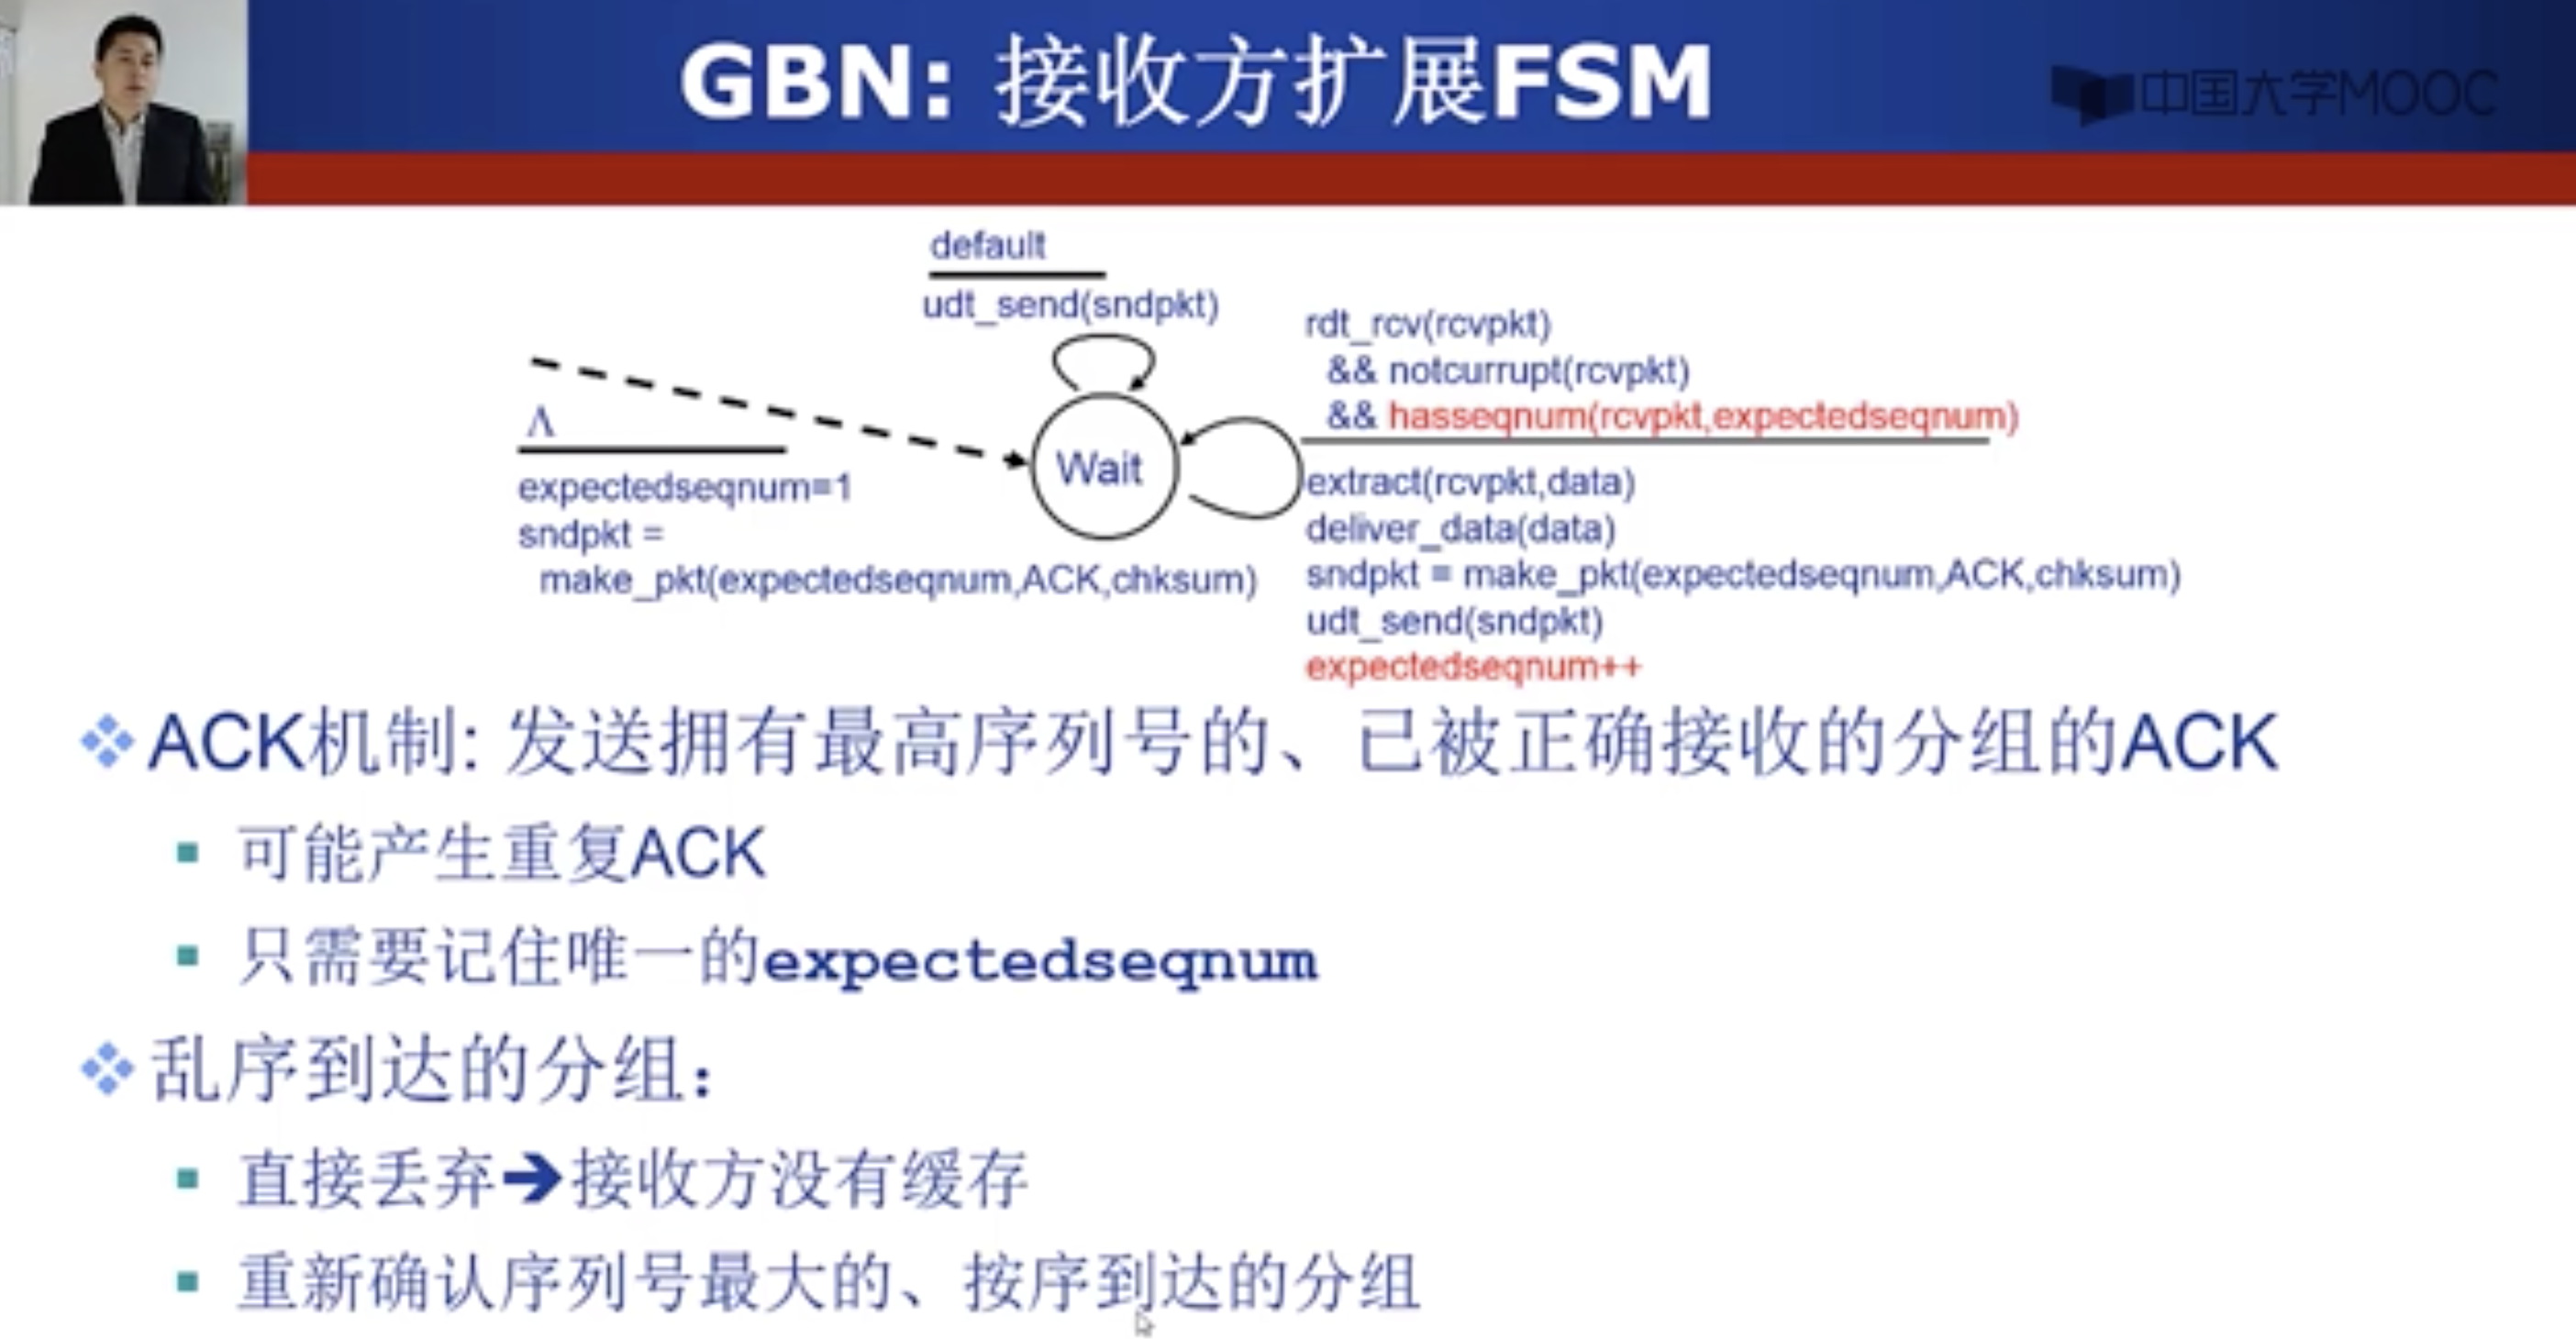 GBN: 接收方扩展FSM
中国大学MOOC
default
udt_send(sndpkt)
Λ
expectedseqnum=1
sndpkt =
make_pkt(expectedseqnum,ACK,chksum)
Wait
rdt_rcv(rcvpkt)
&& notcurrupt(rcvpkt)
&& hasseqnum(rcvpkt,expectedseqnum)
extract(rcvpkt,data)
deliver_data(data)
sndpkt = make_pkt(expectedseqnum,ACK,chksum)
udt_send(sndpkt)
expectedseqnum++
ACK机制: 发送拥有最高序列号的、已被正确接收的分组的ACK
可能产生重复ACK
只需要记住唯一的expectedseqnum
乱序到达的分组：
直接丢弃➔接收方没有缓存
重新确认序列号最大的、按序到达的分组